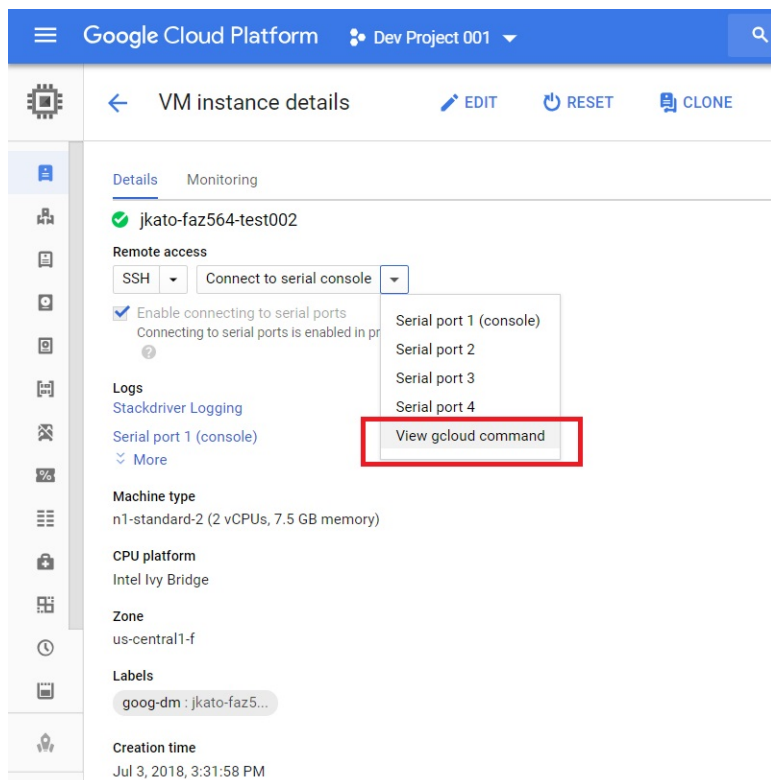 Google Cloud Platform
Dev Project 001
VM instance details
EDIT
RESET
CLONE
Details
Monitoring
jkato-faz564-test002
Remote access
SSH
Connect to serial console
Enable connecting to serial ports
Connecting to serial ports is enabled in pr
Serial port 1 (console)
Serial port 2
Serial port 3
Serial port 4
View gcloud command
Logs
Stackdriver Logging
Serial port 1 (console)
More
Machine type
n1-standard-2 (2 vCPUs, 7.5 GB memory)
CPU platform
Intel Ivy Bridge
Zone
us-central1-f
Labels
goog-dm : jkato-faz5...
Creation time
Jul 3, 2018, 3:31:58 PM